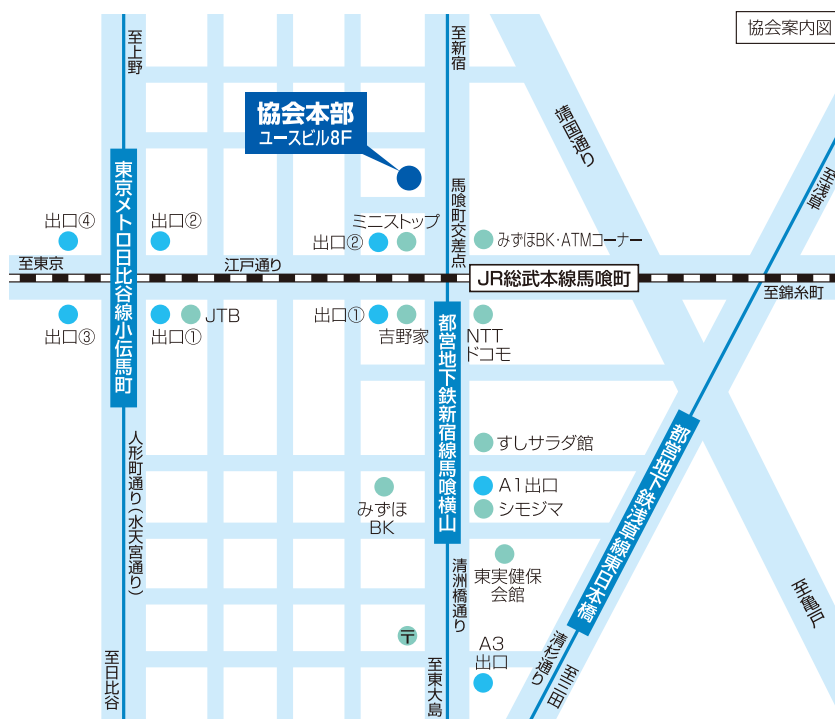 協会案内図
至上野
至新宿
協会本部
ユースビル8F
靖国通り
至浅草
東京メトロ日比谷線小伝馬町
馬喰町交差点
出口④
出口②
ミニストップ
出口②
みずほBK・ATMコーナー
至東京
江戸通り
JR総武本線馬喰町
至錦糸町
出口③
出口①
JTB
出口①
吉野家
NTT
ドコモ
都営地下鉄新宿線馬喰横山
都営地下鉄浅草線東日本橋
人形町通り(水天宮通り)
すしサラダ館
みずほ
BK
A1出口
シモジマ
東実健保
会館
清洲橋通り
至亀戸
〒
A3
出口
清杉通り
至三田
至日比谷
至東大島